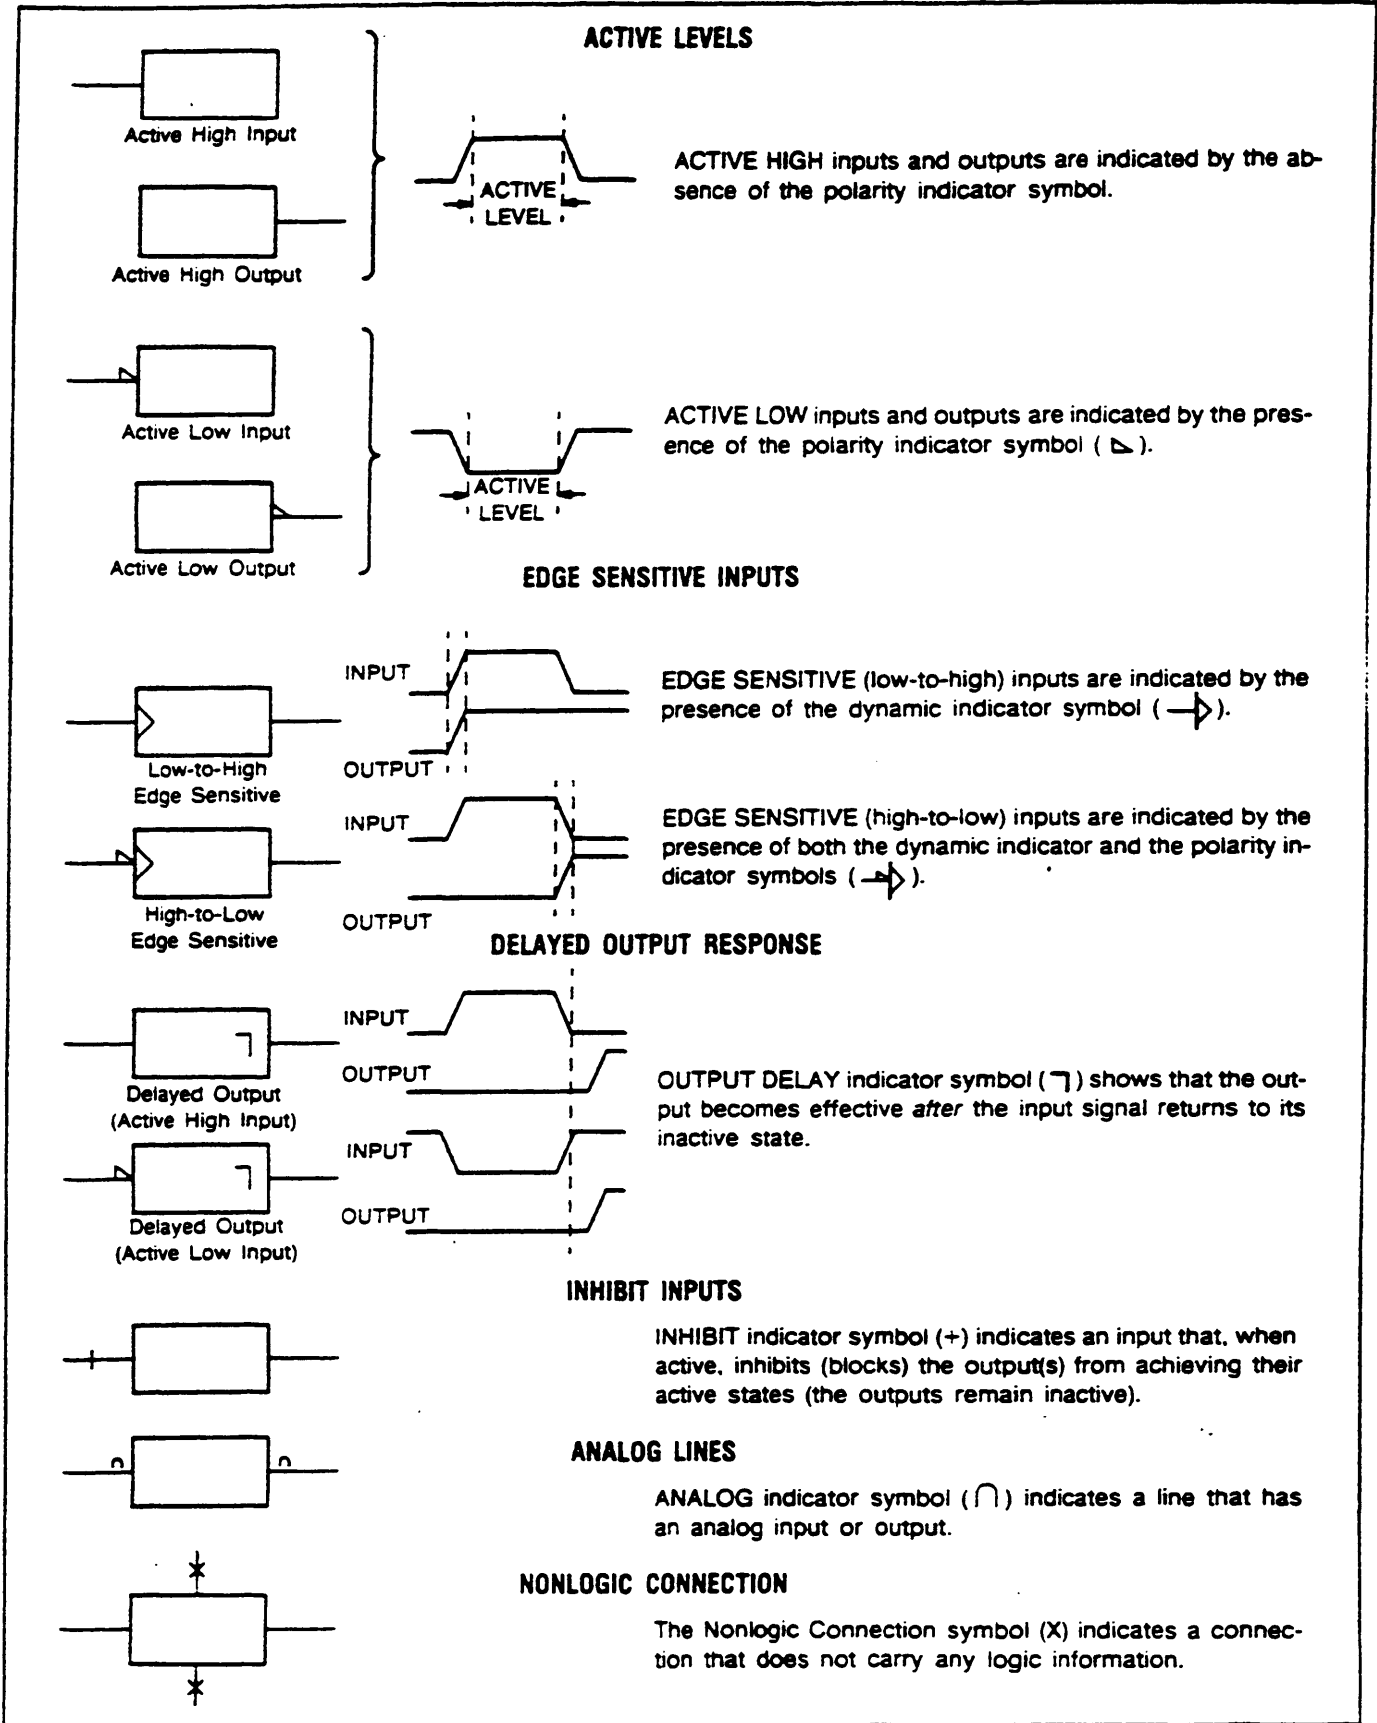 ACTIVE LEVELS
Active High Input
Active High Output
ACTIVE
LEVEL
ACTIVE HIGH inputs and outputs are indicated by the ab-
sence of the polarity indicator symbol.
Active Low Input
Active Low Output
ACTIVE
LEVEL
ACTIVE LOW inputs and outputs are indicated by the pres-
ence of the polarity indicator symbol ( ).
EDGE SENSITIVE INPUTS
Low-to-High
Edge Sensitive
INPUT
OUTPUT
EDGE SENSITIVE (low-to-high) inputs are indicated by the
presence of the dynamic indicator symbol ( ).
High-to-Low
Edge Sensitive
INPUT
OUTPUT
EDGE SENSITIVE (high-to-low) inputs are indicated by the
presence of both the dynamic indicator and the polarity in-
dicator symbols ( ).
DELAYED OUTPUT RESPONSE
Delayed Output
(Active High Input)
INPUT
OUTPUT
Delayed Output
(Active Low Input)
INPUT
OUTPUT
OUTPUT DELAY indicator symbol (¬) shows that the out-
put becomes effective after the input signal returns to its
inactive state.
INHIBIT INPUTS
INHIBIT indicator symbol (+) indicates an input that, when
active, inhibits (blocks) the output(s) from achieving their
active states (the outputs remain inactive).
ANALOG LINES
ANALOG indicator symbol (∩) indicates a line that has
an analog input or output.
NONLOGIC CONNECTION
The Nonlogic Connection symbol (X) indicates a connec-
tion that does not carry any logic information.